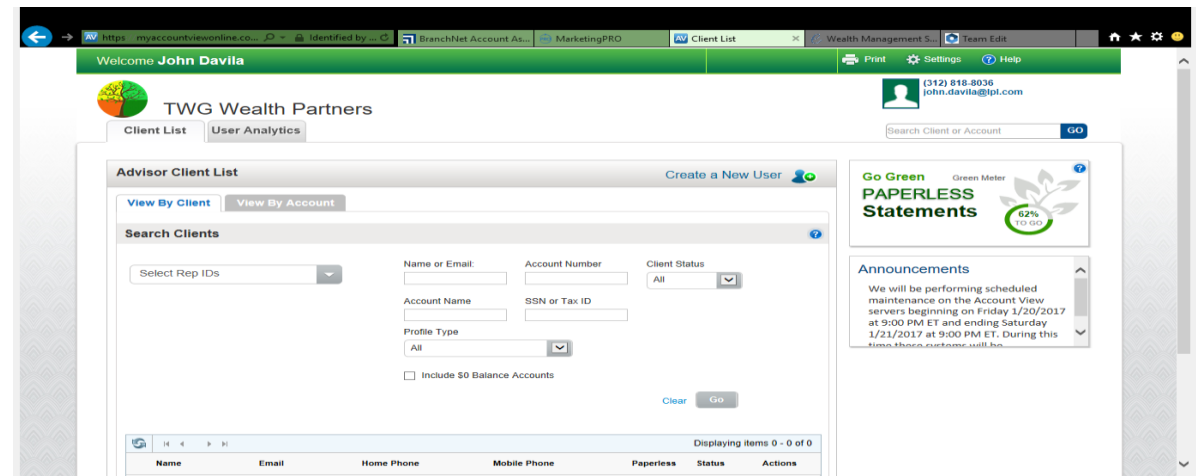 https myaccountviewonline.co... Identified by ... BranchNet Account As... MarketingPRO Client List Wealth Management S... Team Edit
Welcome John Davila
Print Settings Help
(312) 818-8036
john.davila@lpl.com
TWG Wealth Partners
Client List User Analytics
Search Client or Account GO
Advisor Client List
Create a New User
View By Client View By Account
Search Clients
Select Rep IDs
Name or Email: Account Number Client Status
All
Account Name SSN or Tax ID
Profile Type
All
Include $0 Balance Accounts
Clear Go
Displaying items 0 - 0 of 0
Name Email Home Phone Mobile Phone Paperless Status Actions
Go Green Green Meter
PAPERLESS
Statements
62%
TO GO
Announcements
We will be performing scheduled
maintenance on the Account View
servers beginning on Friday 1/20/2017
at 9:00 PM ET and ending Saturday
1/21/2017 at 9:00 PM ET. During this
time these systems will be